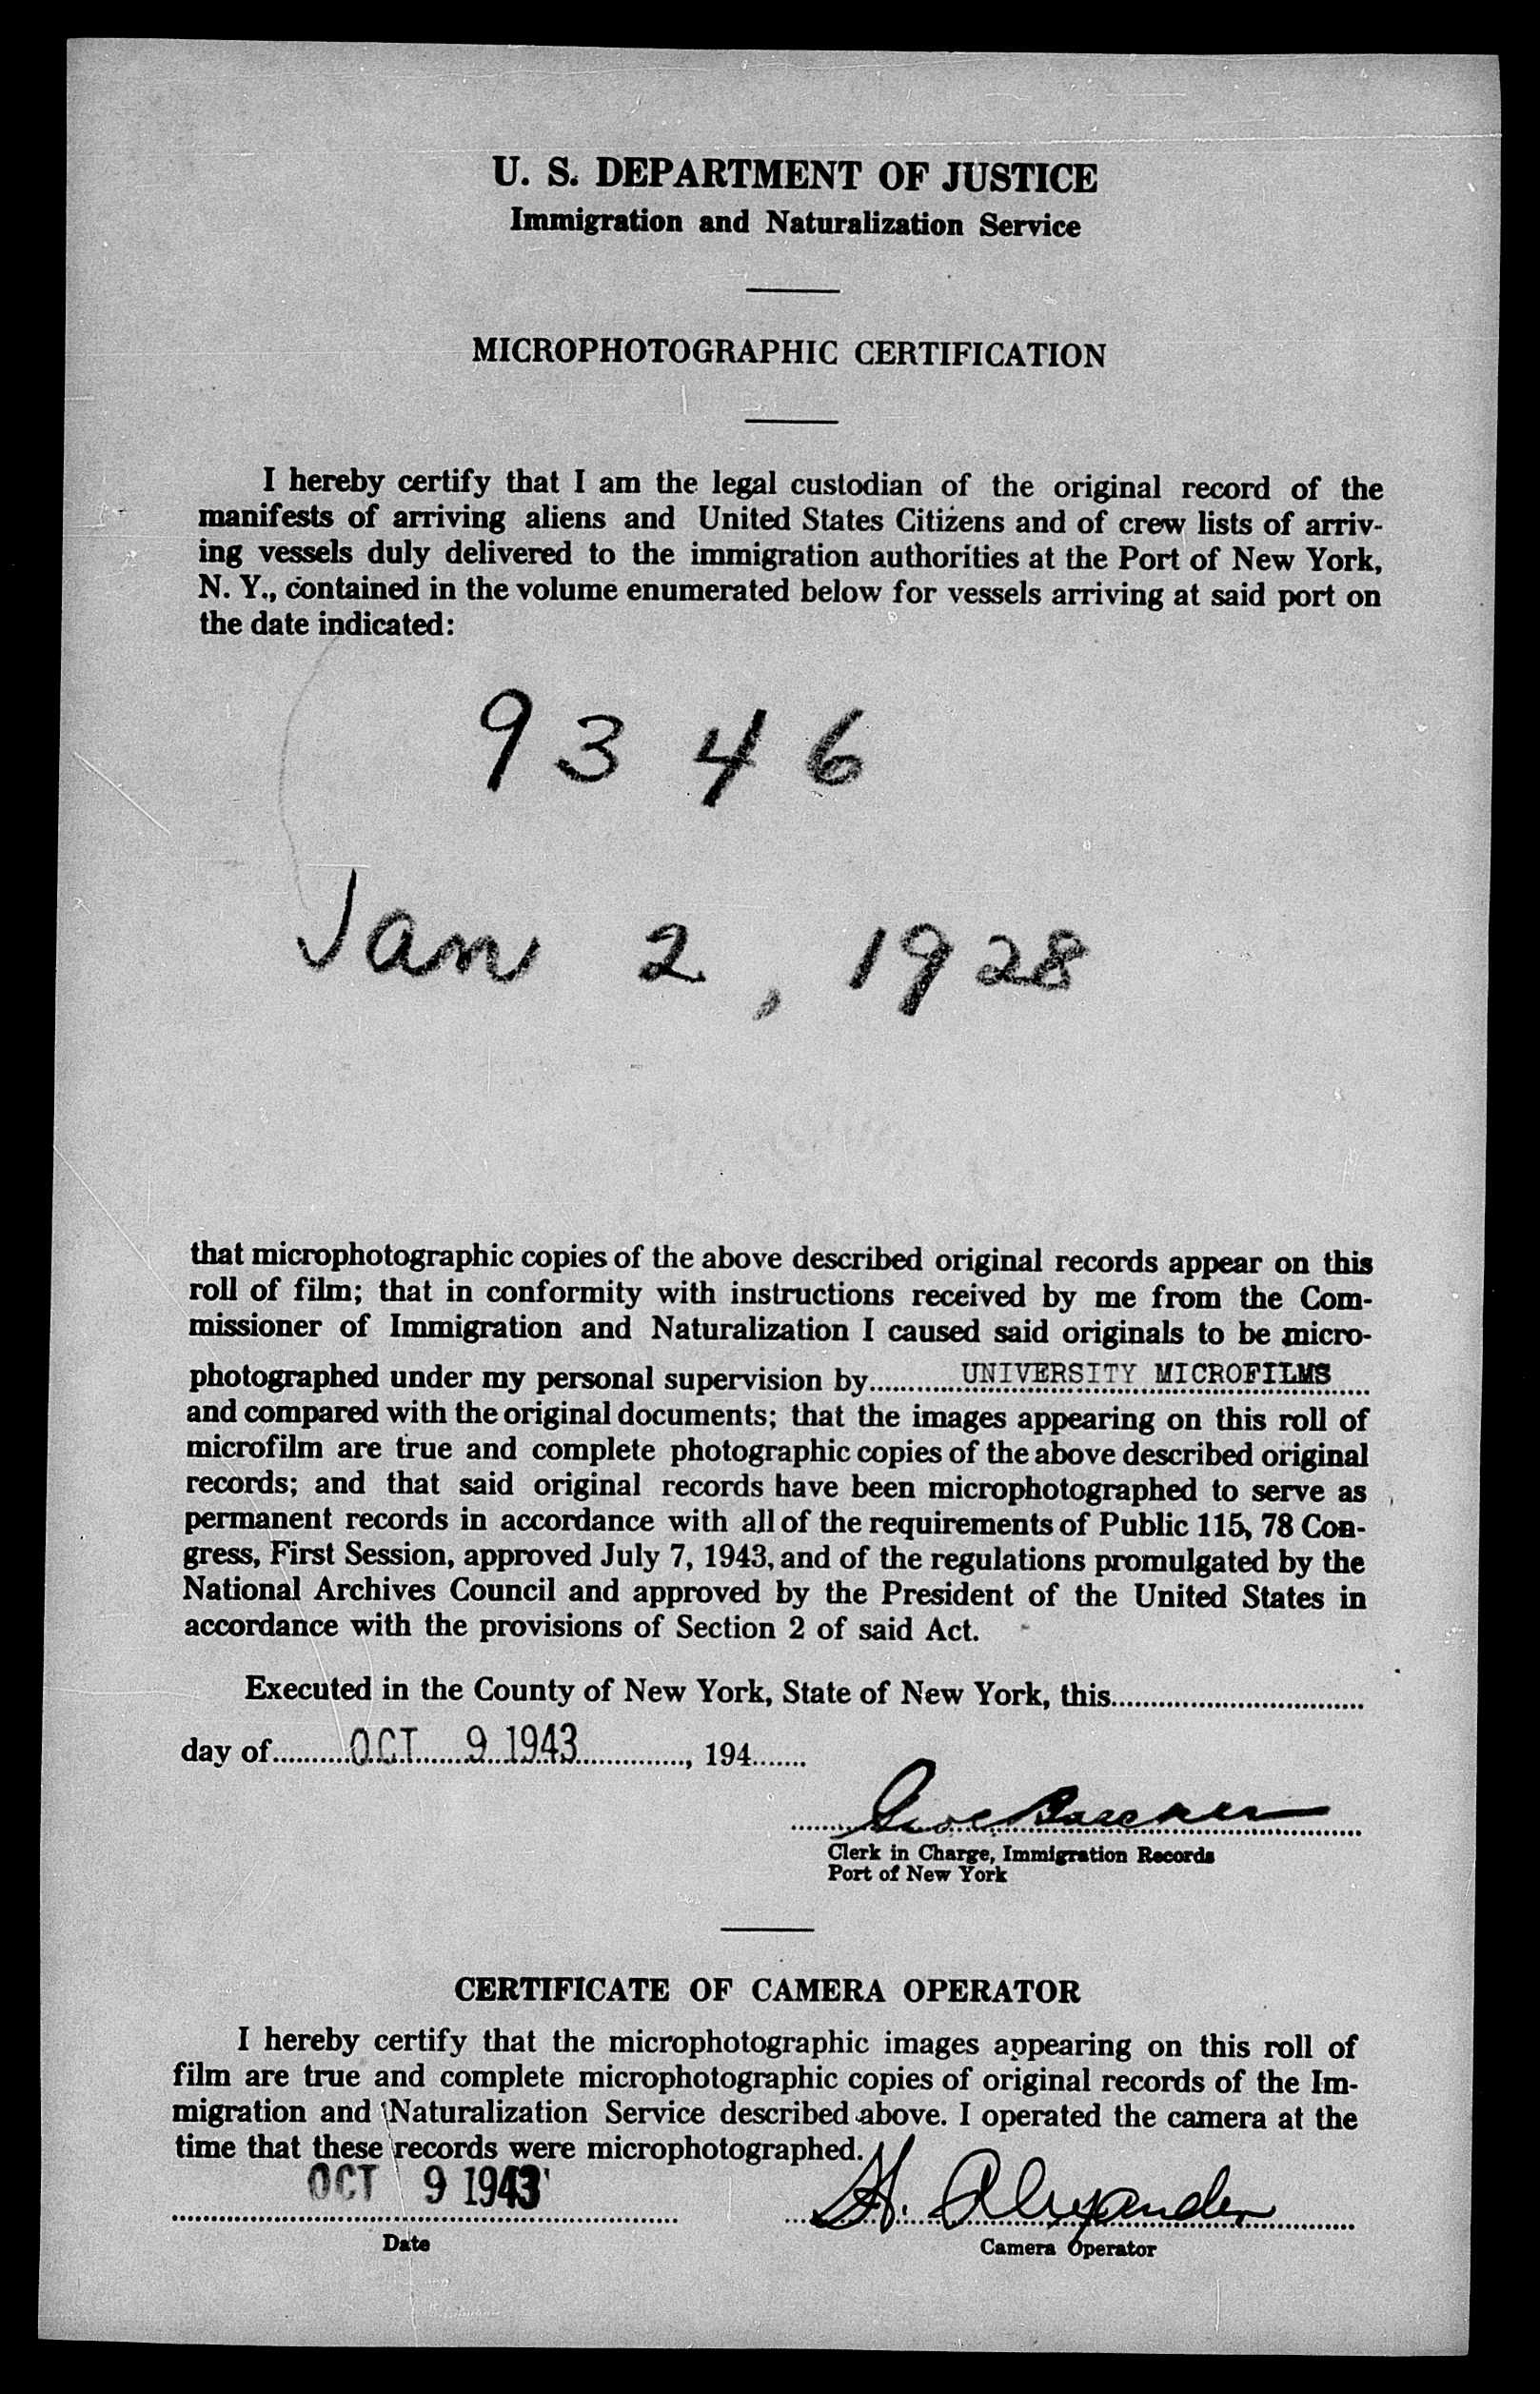 U. S. DEPARTMENT OF JUSTICE
Immigration and Naturalization Service
MICROPHOTOGRAPHIC CERTIFICATION
I hereby certify that I am the legal custodian of the original record of the
manifests of arriving aliens and United States Citizens and of crew lists of arriv-
ing vessels duly delivered to the immigration authorities at the Port of New York,
N. Y., contained in the volume enumerated below for vessels arriving at said port on
the date indicated:
9346
Jan 2, 1928
that microphotographic copies of the above described original records appear on this
roll of film; that in conformity with instructions received by me from the Com-
missioner of Immigration and Naturalization I caused said originals to be micro-
photographed under my personal supervision by UNIVERSITY MICROFILMS
and compared with the original documents; that the images appearing on this roll of
microfilm are true and complete photographic copies of the above described original
records; and that said original records have been microphotographed to serve as
permanent records in accordance with all of the requirements of Public 115, 78 Con-
gress, First Session, approved July 7, 1943, and of the regulations promulgated by the
National Archives Council and approved by the President of the United States in
accordance with the provisions of Section 2 of said Act.
Executed in the County of New York, State of New York, this
day of OCT 9 1943, 194
Clerk in Charge, Immigration Records
Port of New York
CERTIFICATE OF CAMERA OPERATOR
I hereby certify that the microphotographic images appearing on this roll of
film are true and complete microphotographic copies of original records of the Im-
migration and Naturalization Service described above. I operated the camera at the
time that these records were microphotographed.
OCT 9 1943 H. Alexander
Date Camera Operator